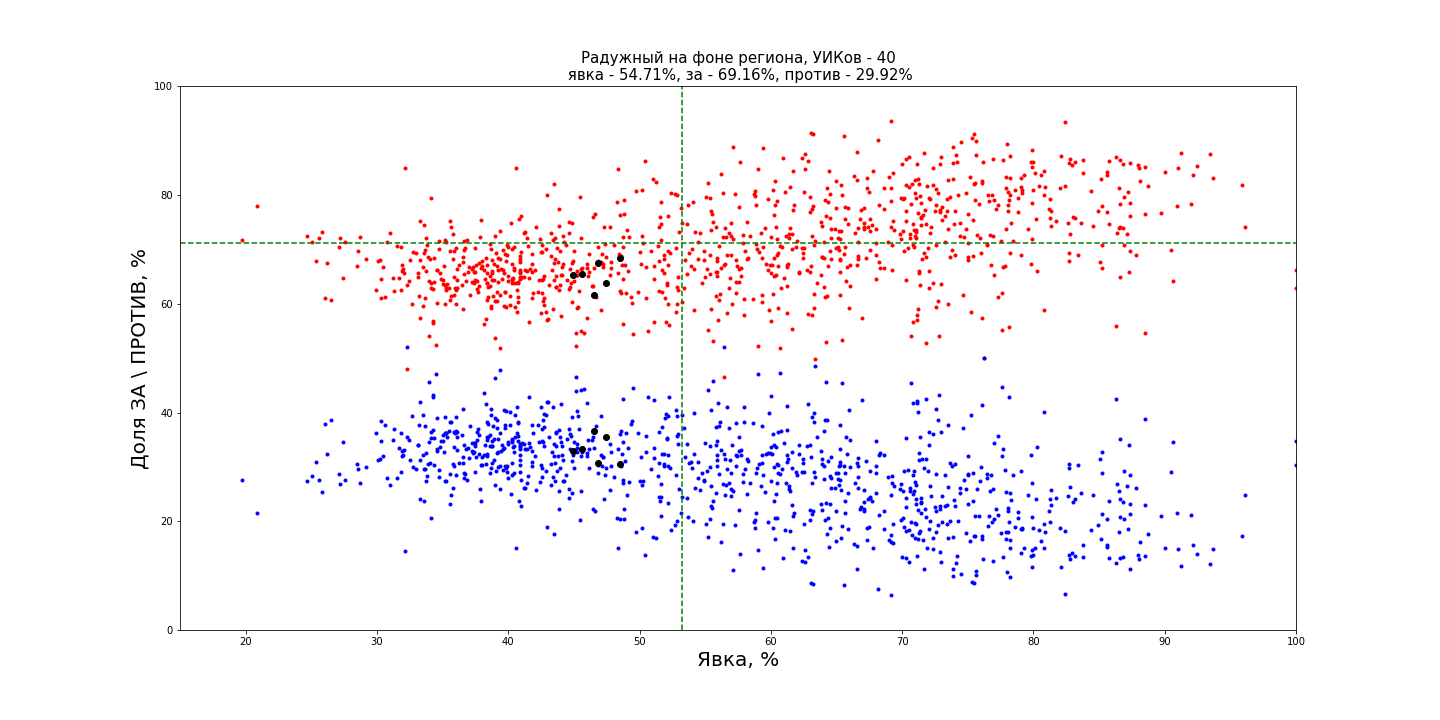 Радужный на фоне региона, УИКов - 40
явка - 54.71%, за - 69.16%, против - 29.92%
100
80
60
40
20
0
Доля ЗА \ ПРОТИВ, %
20 30 40 50 60 70 80 90 100
Явка, %